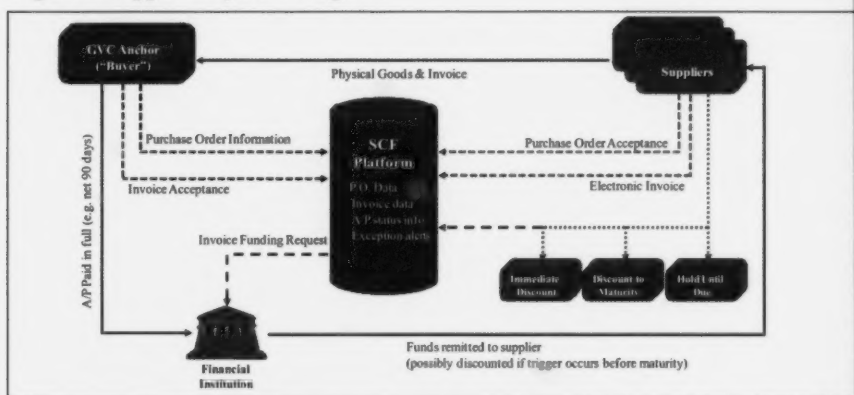 GVC Anchor
("Buyer")
Suppliers
Physical Goods & Invoice
Purchase Order Information
Purchase Order Acceptance
SCF
Platform
P.O. Data
Invoice data
A/P status info
Exception alerts
Invoice Acceptance
Electronic Invoice
A/P Paid in full (e.g. net 90 days)
Invoice Funding Request
Immediate
Discount
Discount to
Maturity
Hold Until
Due
Financial
Institution
Funds remitted to supplier
(possibly discounted if trigger occurs before maturity)